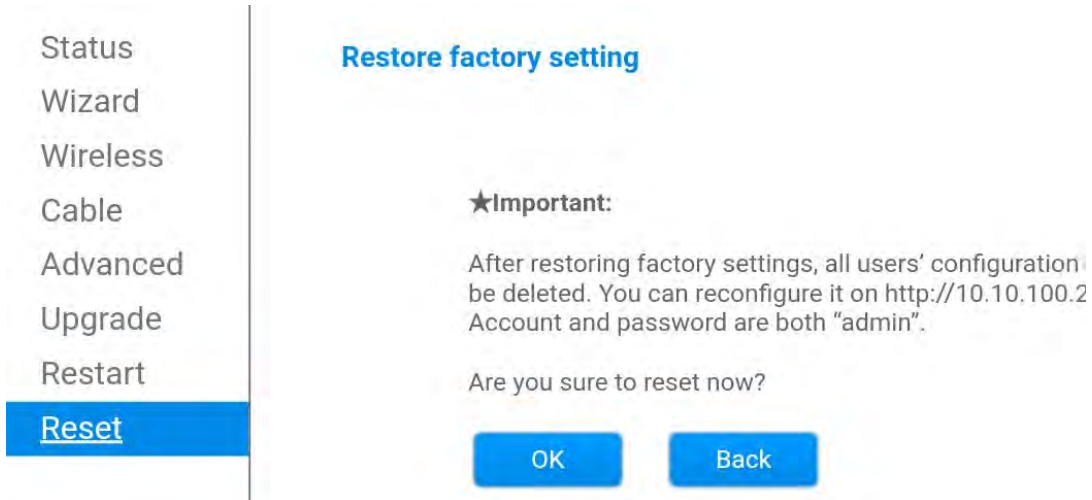 Status
Wizard
Wireless
Cable
Advanced
Upgrade
Restart
Reset
Restore factory setting
★Important:
After restoring factory settings, all users’ configuration
be deleted. You can reconfigure it on http://10.10.100.2
Account and password are both “admin”.
Are you sure to reset now?
OK
Back